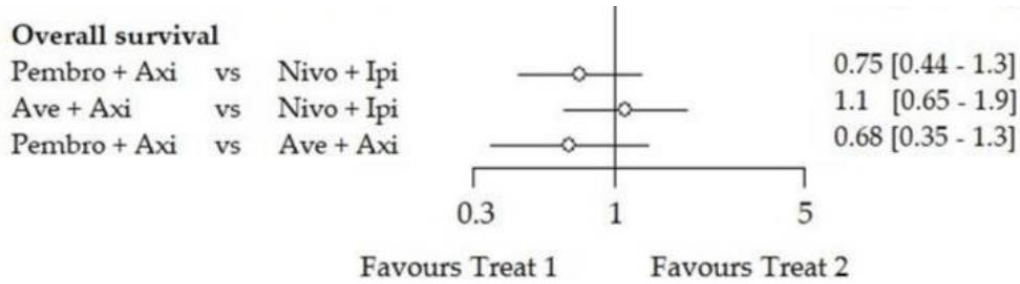 Overall survival
Pembro + Axi vs Nivo + Ipi 0.75 [0.44 - 1.3]
Ave + Axi vs Nivo + Ipi 1.1 [0.65 - 1.9]
Pembro + Axi vs Ave + Axi 0.68 [0.35 - 1.3]
0.3 1 5
Favours Treat 1 Favours Treat 2